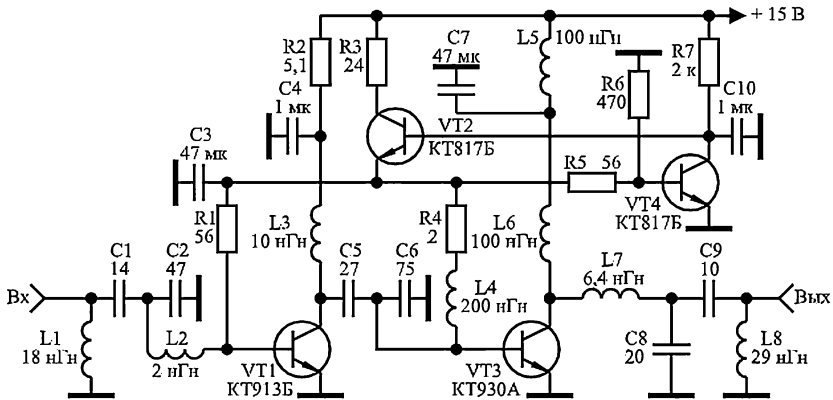 + 15 В
R2
5,1
R3
24
C7
47 мк
L5
100 нГн
R7
2 к
C4
1 мк
R6
470
C10
1 мк
VT2
КТ817Б
C3
47 мк
R5 56
VT4
КТ817Б
R1
56
L3
10 нГн
R4
2
L6
100 нГн
C1
14
C2
47
C5
27
C6
75
L7
6,4 нГн
C9
10
Вх
Вых
L4
200 нГн
L1
18 нГн
L2
2 нГн
VT1
КТ913Б
VT3
КТ930А
C8
20
L8
29 нГн